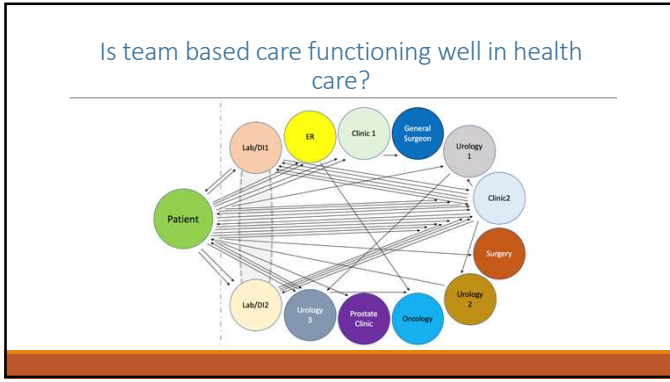 Is team based care functioning well in health
care?
Lab/DI1
ER
Clinic 1
General
Surgeon
Urology
1
Clinic2
Patient
Surgery
Urology
2
Lab/DI2
Urology
3
Prostate
Clinic
Oncology